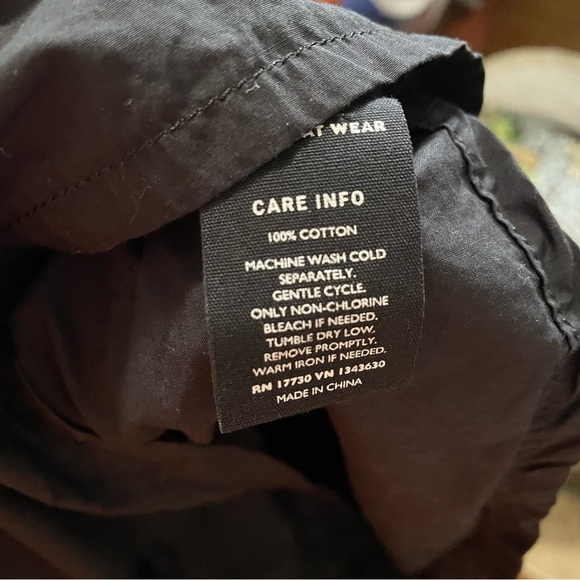 WEAR
CARE INFO
100% COTTON
MACHINE WASH COLD
SEPARATELY.
GENTLE CYCLE.
ONLY NON-CHLORINE
BLEACH IF NEEDED.
TUMBLE DRY LOW.
REMOVE PROMPTLY.
WARM IRON IF NEEDED.
RN 17730 VN 1343630
MADE IN CHINA